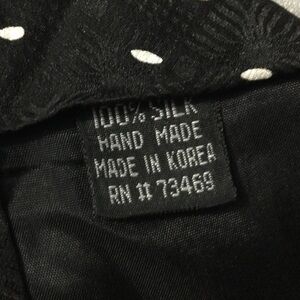 100% SILK
HAND MADE
MADE IN KOREA
RN # 73469